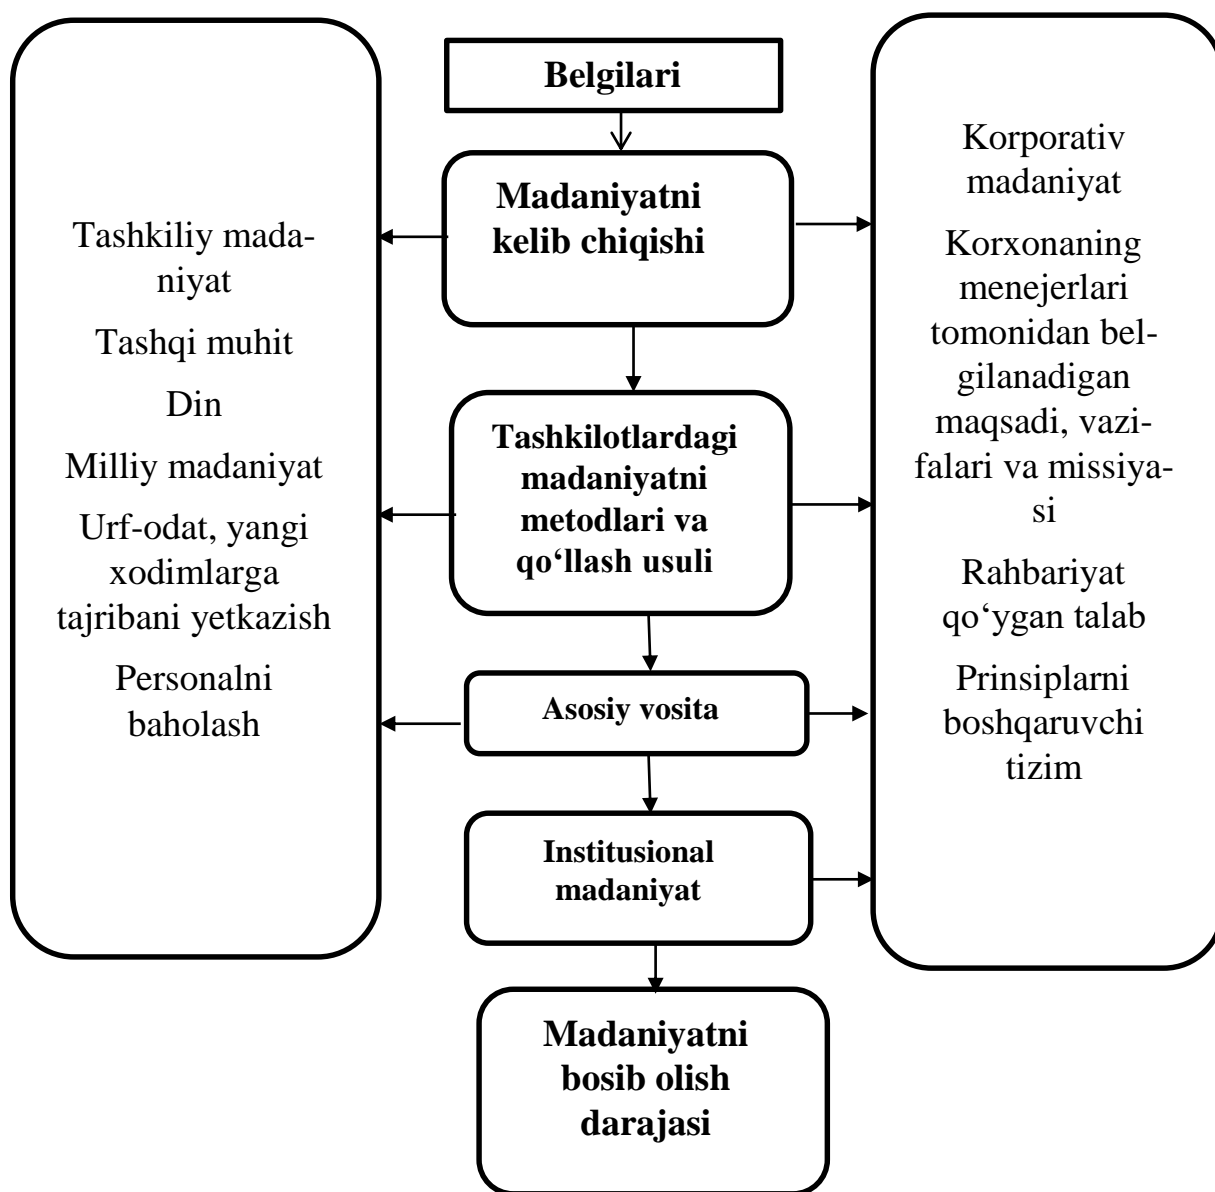 Belgilari
Tashkiliy mada-
niyat
Tashqi muhit
Din
Milliy madaniyat
Urf-odat, yangi
xodimlarga
tajribani yetkazish
Personalni
baholash
Madaniyatni
kelib chiqishi
Tashkilotlardagi
madaniyatni
metodlari va
qo‘llash usuli
Asosiy vosita
Institusional
madaniyat
Madaniyatni
bosib olish
darajasi
Korporativ
madaniyat
Korxonaning
menejerlari
tomonidan bel-
gilanadigan
maqsadi, vazi-
falari va missiya-
si
Rahbariyat
qo‘ygan talab
Prinsiplarni
boshqaruvchi
tizim